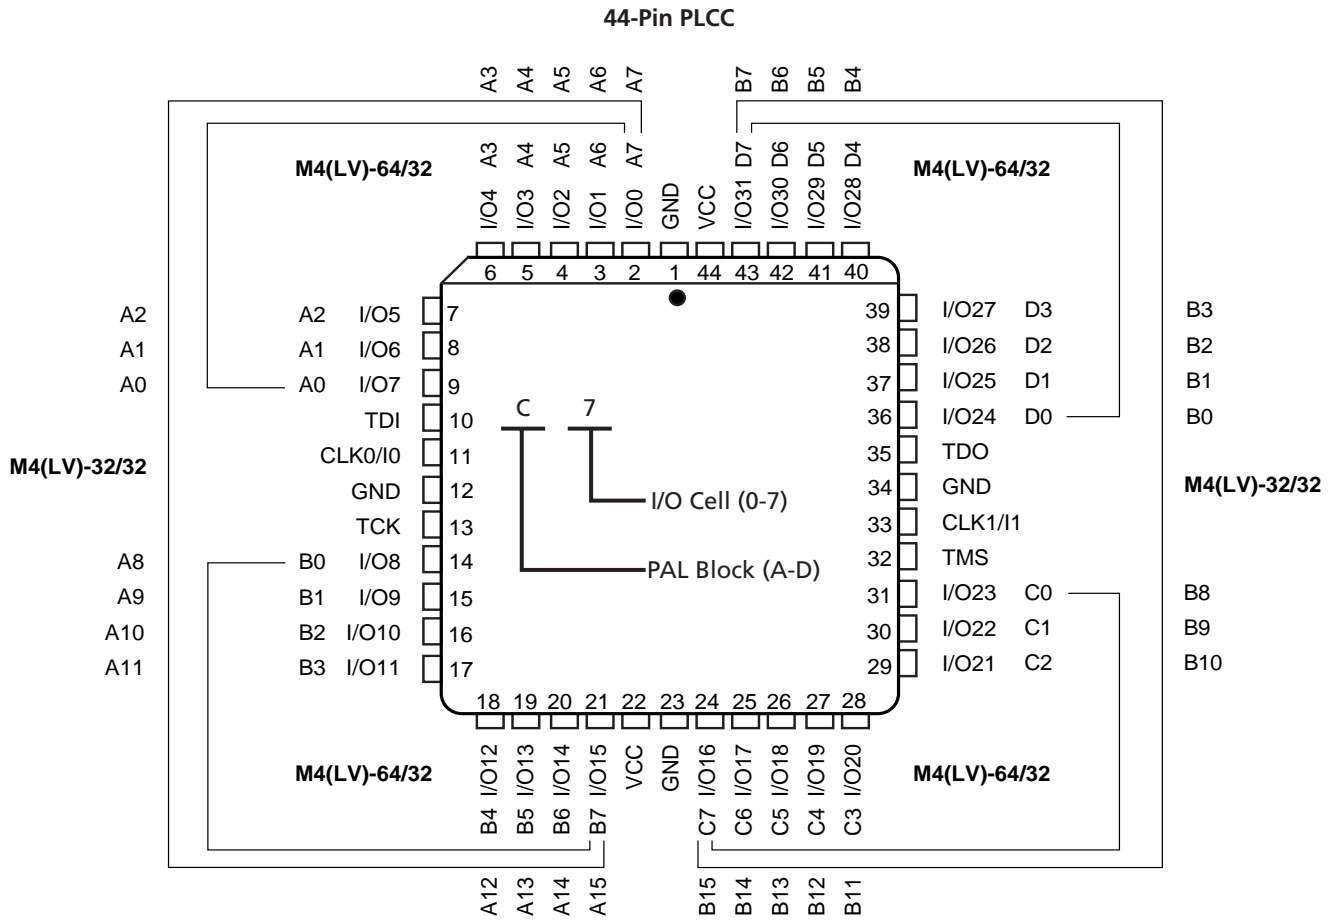 44-Pin PLCC
A3 A4 A5 A6 A7 B7 B6 B5 B4
M4(LV)-64/32 A3 A4 A5 A6 A7 D7 D6 D5 D4 M4(LV)-64/32
I/O4 I/O3 I/O2 I/O1 I/O0 GND VCC I/O31 I/O30 I/O29 I/O28
6 5 4 3 2 1 44 43 42 41 40
A2 A2 I/O5 7 39 I/O27 D3 B3
A1 A1 I/O6 8 38 I/O26 D2 B2
A0 A0 I/O7 9 37 I/O25 D1 B1
TDI 10 C 7 36 I/O24 D0 B0
CLK0/I0 11 35 TDO
M4(LV)-32/32 M4(LV)-32/32
GND 12 I/O Cell (0-7) 34 GND
TCK 13 33 CLK1/I1
A8 B0 I/O8 14 PAL Block (A-D) 32 TMS
A9 B1 I/O9 15 31 I/O23 C0 B8
A10 B2 I/O10 16 30 I/O22 C1 B9
A11 B3 I/O11 17 29 I/O21 C2 B10
18 19 20 21 22 23 24 25 26 27 28
M4(LV)-64/32 I/O12 I/O13 I/O14 I/O15 VCC GND I/O16 I/O17 I/O18 I/O19 I/O20 M4(LV)-64/32
B4 B5 B6 B7 C7 C6 C5 C4 C3
A12 A13 A14 A15 B15 B14 B13 B12 B11